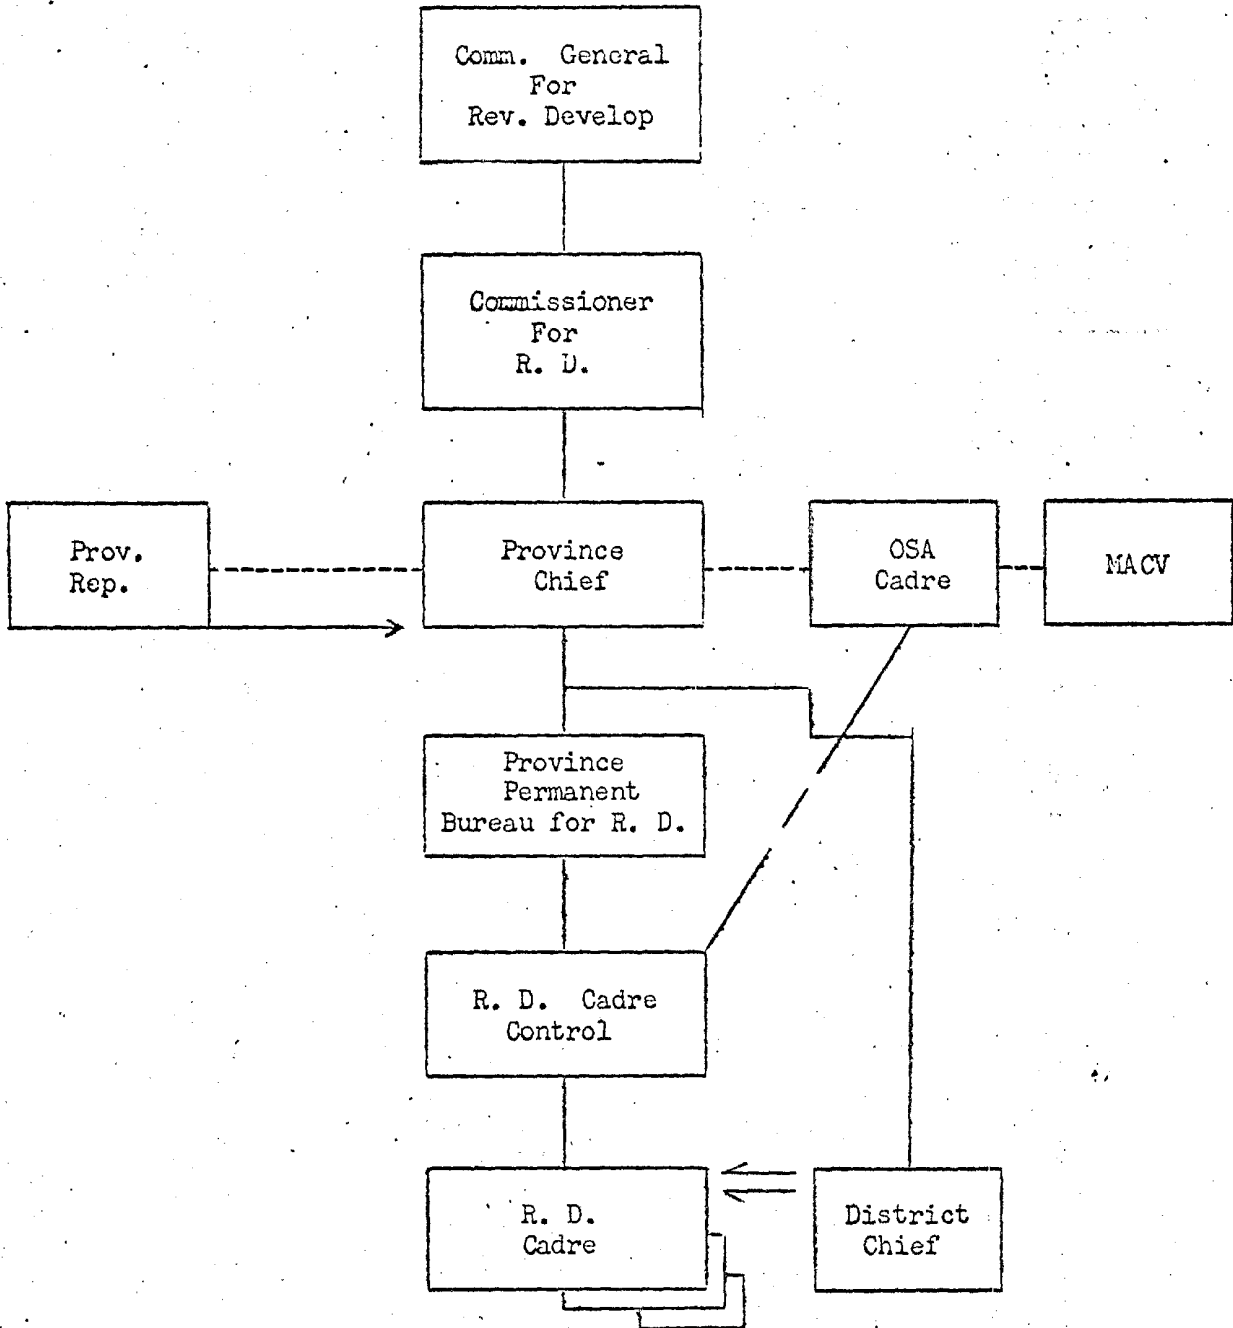 Comm. General
For
Rev. Develop
Commissioner
For
R. D.
Prov.
Rep.
Province
Chief
OSA
Cadre
MACV
Province
Permanent
Bureau for R. D.
R. D. Cadre
Control
R. D.
Cadre
District
Chief